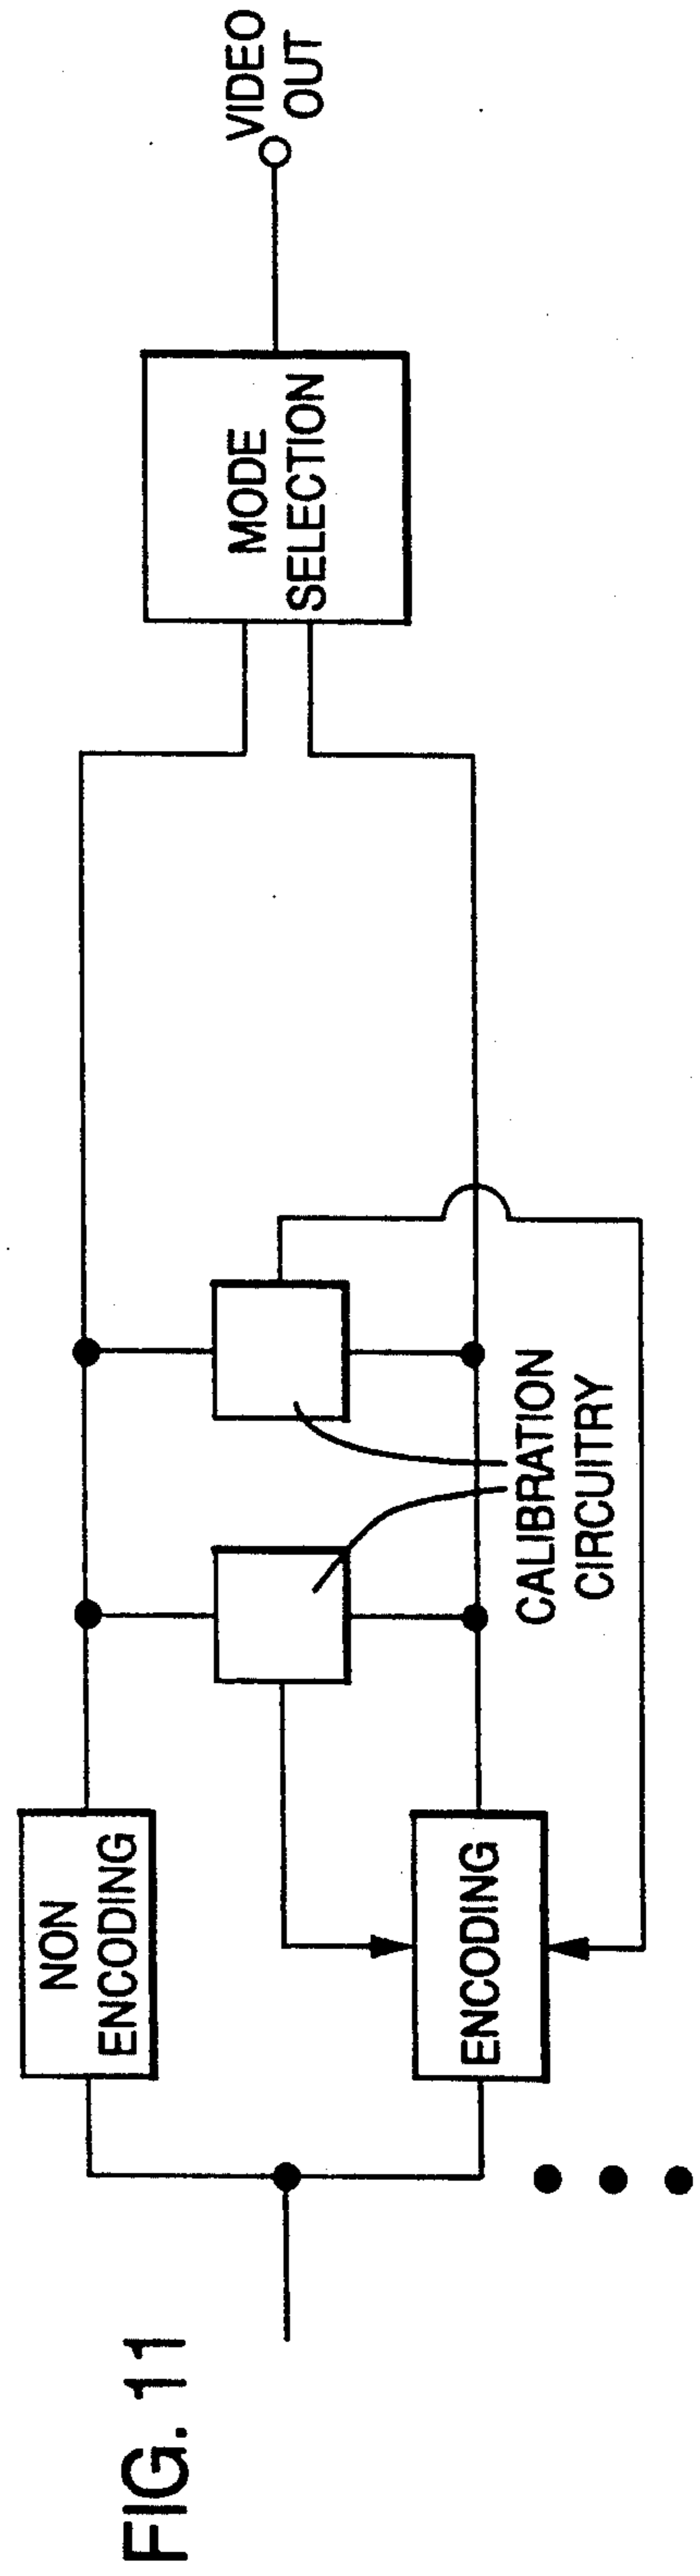 FIG. 11
NON
ENCODING
ENCODING
CALIBRATION
CIRCUITRY
MODE
SELECTION
VIDEO
OUT